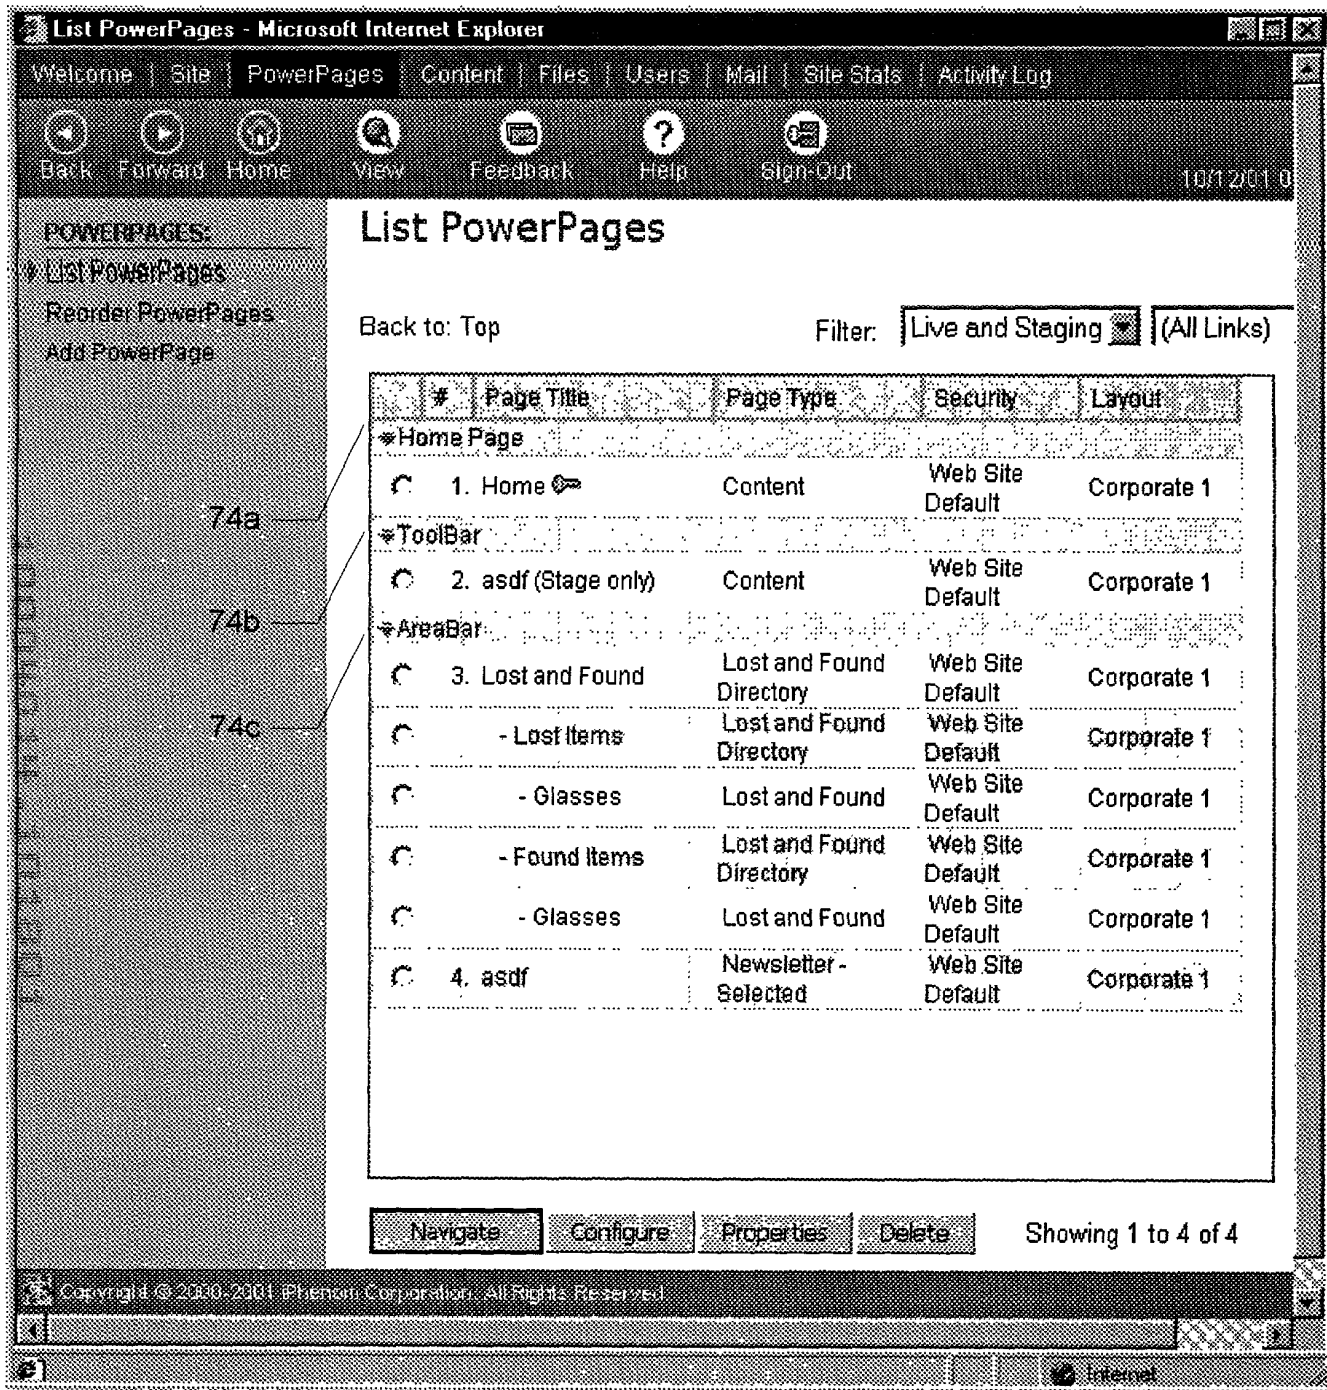 List PowerPages - Microsoft Internet Explorer
Welcome | Site | PowerPages | Content | Files | Users | Mail | Site Stats | Activity Log
Back Forward Home View Feedback Help Sign-Out
10/12/01 0
POWERPAGES:
List PowerPages
Reorder PowerPages
Add PowerPage
List PowerPages
Back to: Top Filter: Live and Staging (All Links)
# Page Title Page Type Security Layout
Home Page
1. Home Content Web Site Default Corporate 1
74a
ToolBar
2. asdf (Stage only) Content Web Site Default Corporate 1
74b
AreaBar
3. Lost and Found Lost and Found Directory Web Site Default Corporate 1
74c
- Lost Items Lost and Found Directory Web Site Default Corporate 1
- Glasses Lost and Found Web Site Default Corporate 1
- Found Items Lost and Found Directory Web Site Default Corporate 1
- Glasses Lost and Found Web Site Default Corporate 1
4. asdf Newsletter - Selected Web Site Default Corporate 1
Navigate Configure Properties Delete Showing 1 to 4 of 4
Copyright © 2000-2001 iPhenom Corporation. All Rights Reserved.
Internet